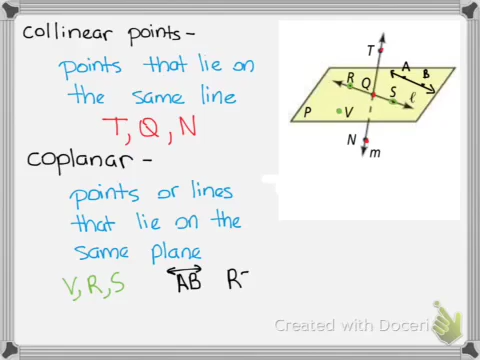 collinear points -
points that lie on
the same line
T, Q, N
coplanar -
points or lines
that lie on the
same plane
V, R, S AB R
T
A
B
R Q
S
l
P V
N
m
Created with Doceri